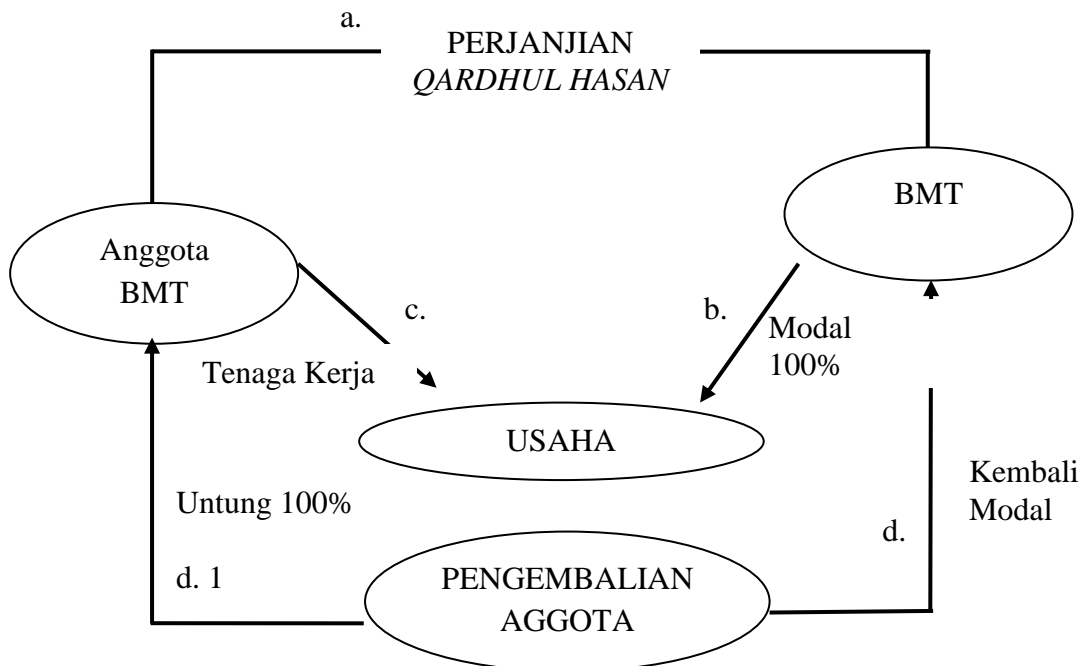 a.
PERJANJIAN
QARDHUL HASAN
BMT
Anggota
BMT
c.
b.
Modal
100%
Tenaga Kerja
USAHA
Kembali
Modal
Untung 100%
d.
d. 1
PENGEMBALIAN
AGGOTA